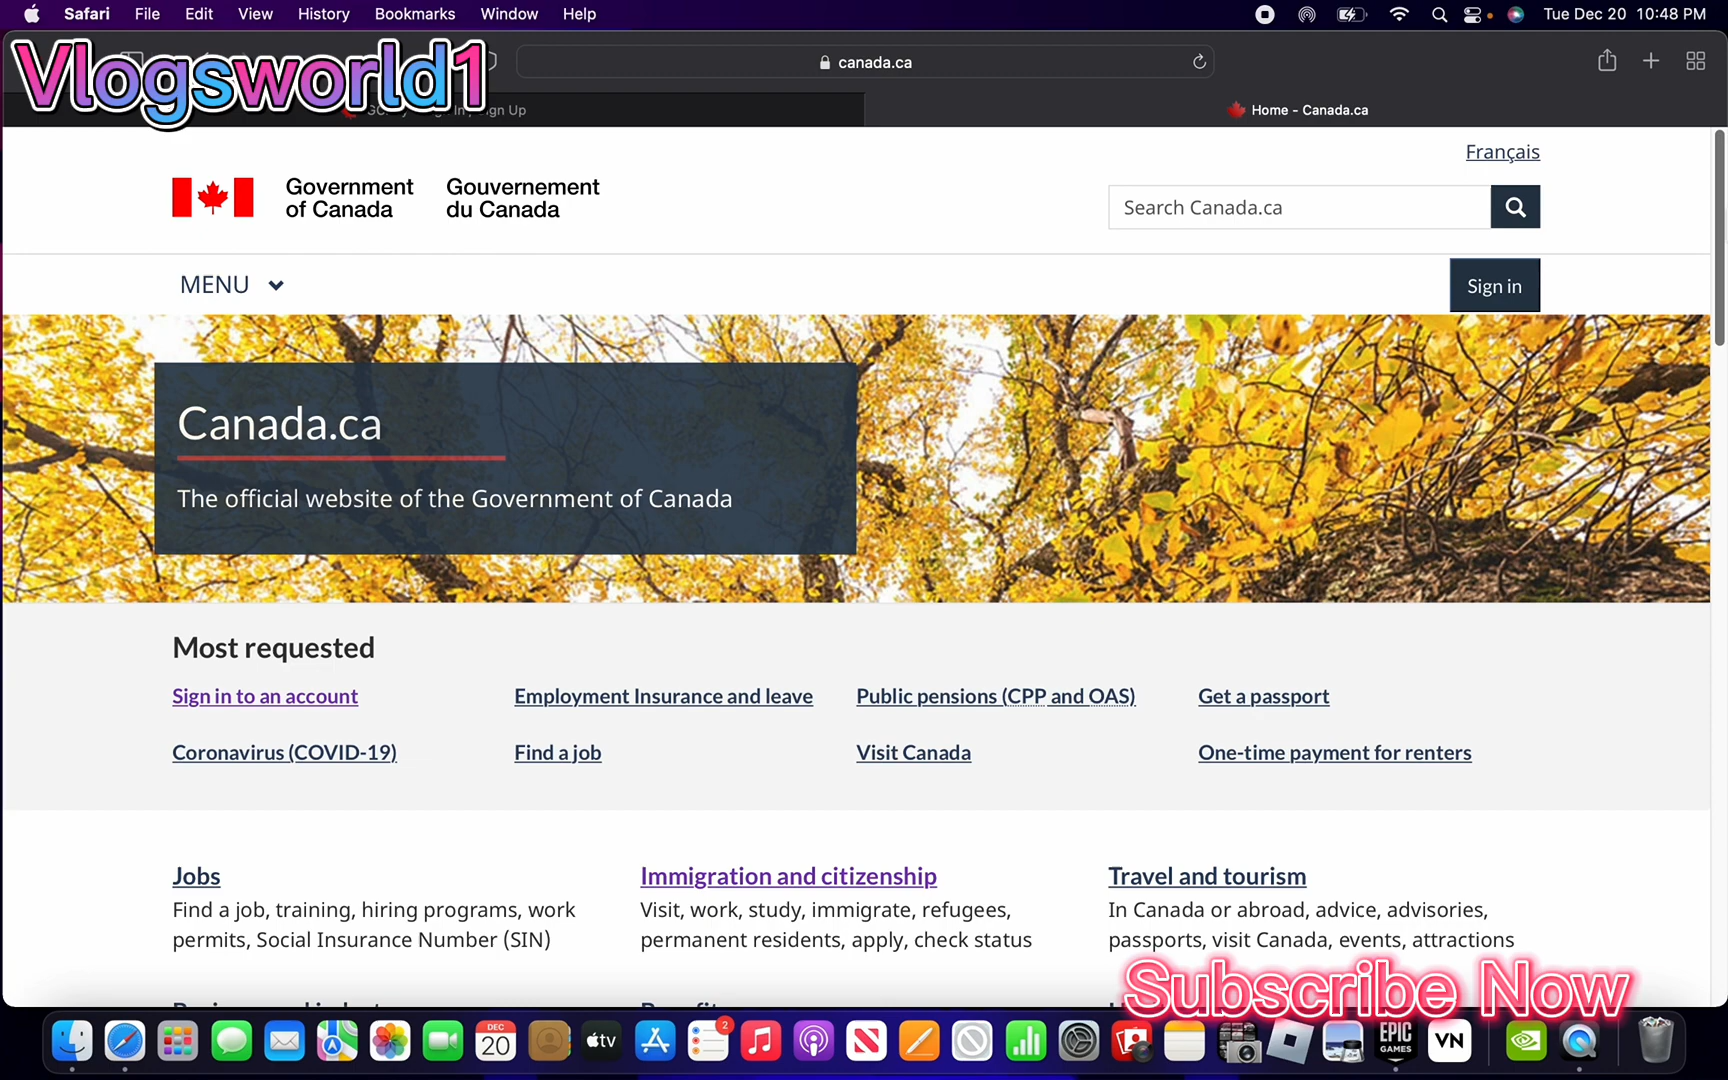 Safari File Edit View History Bookmarks Window Help Tue Dec 20 10:48 PM
Vlogsworld1
canada.ca
Sign Up
Home - Canada.ca
Français
Government of Canada
Gouvernement du Canada
Search Canada.ca
MENU
Sign in
Canada.ca
The official website of the Government of Canada
Most requested
Sign in to an account
Employment Insurance and leave
Public pensions (CPP and OAS)
Get a passport
Coronavirus (COVID-19)
Find a job
Visit Canada
One-time payment for renters
Jobs
Find a job, training, hiring programs, work
permits, Social Insurance Number (SIN)
Immigration and citizenship
Visit, work, study, immigrate, refugees,
permanent residents, apply, check status
Travel and tourism
In Canada or abroad, advice, advisories,
passports, visit Canada, events, attractions
Subscribe Now
DEC
20
tv
2
EPIC
GAMES
VN